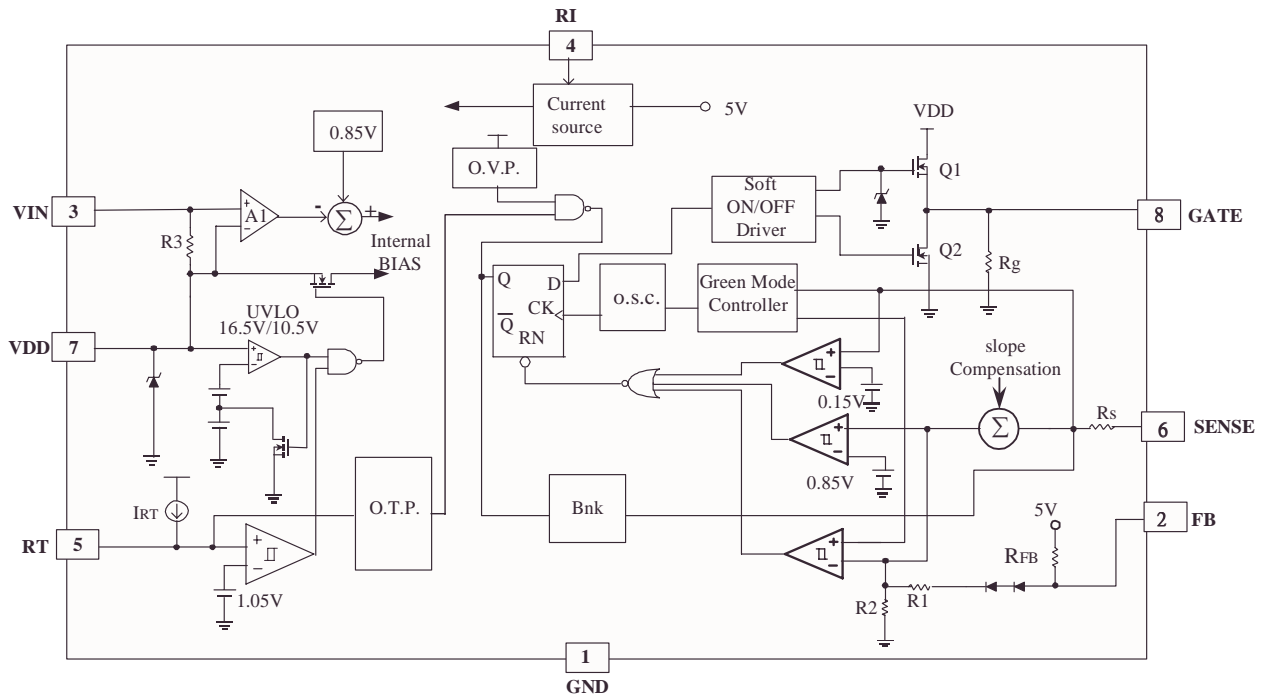 RI
4
Current
source
5V
0.85V
O.V.P.
VDD
Q1
Soft
ON/OFF
Driver
VIN
3
+
A1
−
-
Σ
+
8
GATE
R3
Internal
BIAS
Q2
Rg
Q
D
Q
CK
RN
o.s.c.
Green Mode
Controller
UVLO
16.5V/10.5V
VDD
7
+
−
+
−
0.15V
slope
Compensation
Σ
Rs
6
SENSE
+
−
0.85V
O.T.P.
Bnk
IRT
RT
5
+
−
1.05V
5V
2
FB
RFB
+
−
R1
R2
1
GND